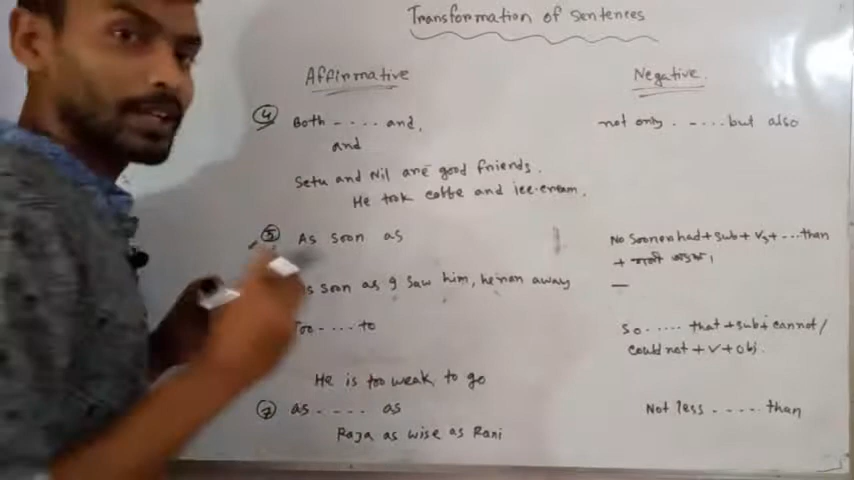 Transformation of Sentences
Affirmative
Negative.
④ Both - . . . and,
not only . - . . . but also
and
Setu and Nil are good friends.
He took and ice-cream.
⑤ As soon as
No Sooner had + sub + V₃ + ... than
+ বাকী অংশ।
s soon as I saw him, he ran away
Too - . . . to
So ..... that + sub + cannot /
could not + V + obj.
He is too weak to go
⑦ as . . . . . as
Not less . . . . . than
Raja as wise as Rani